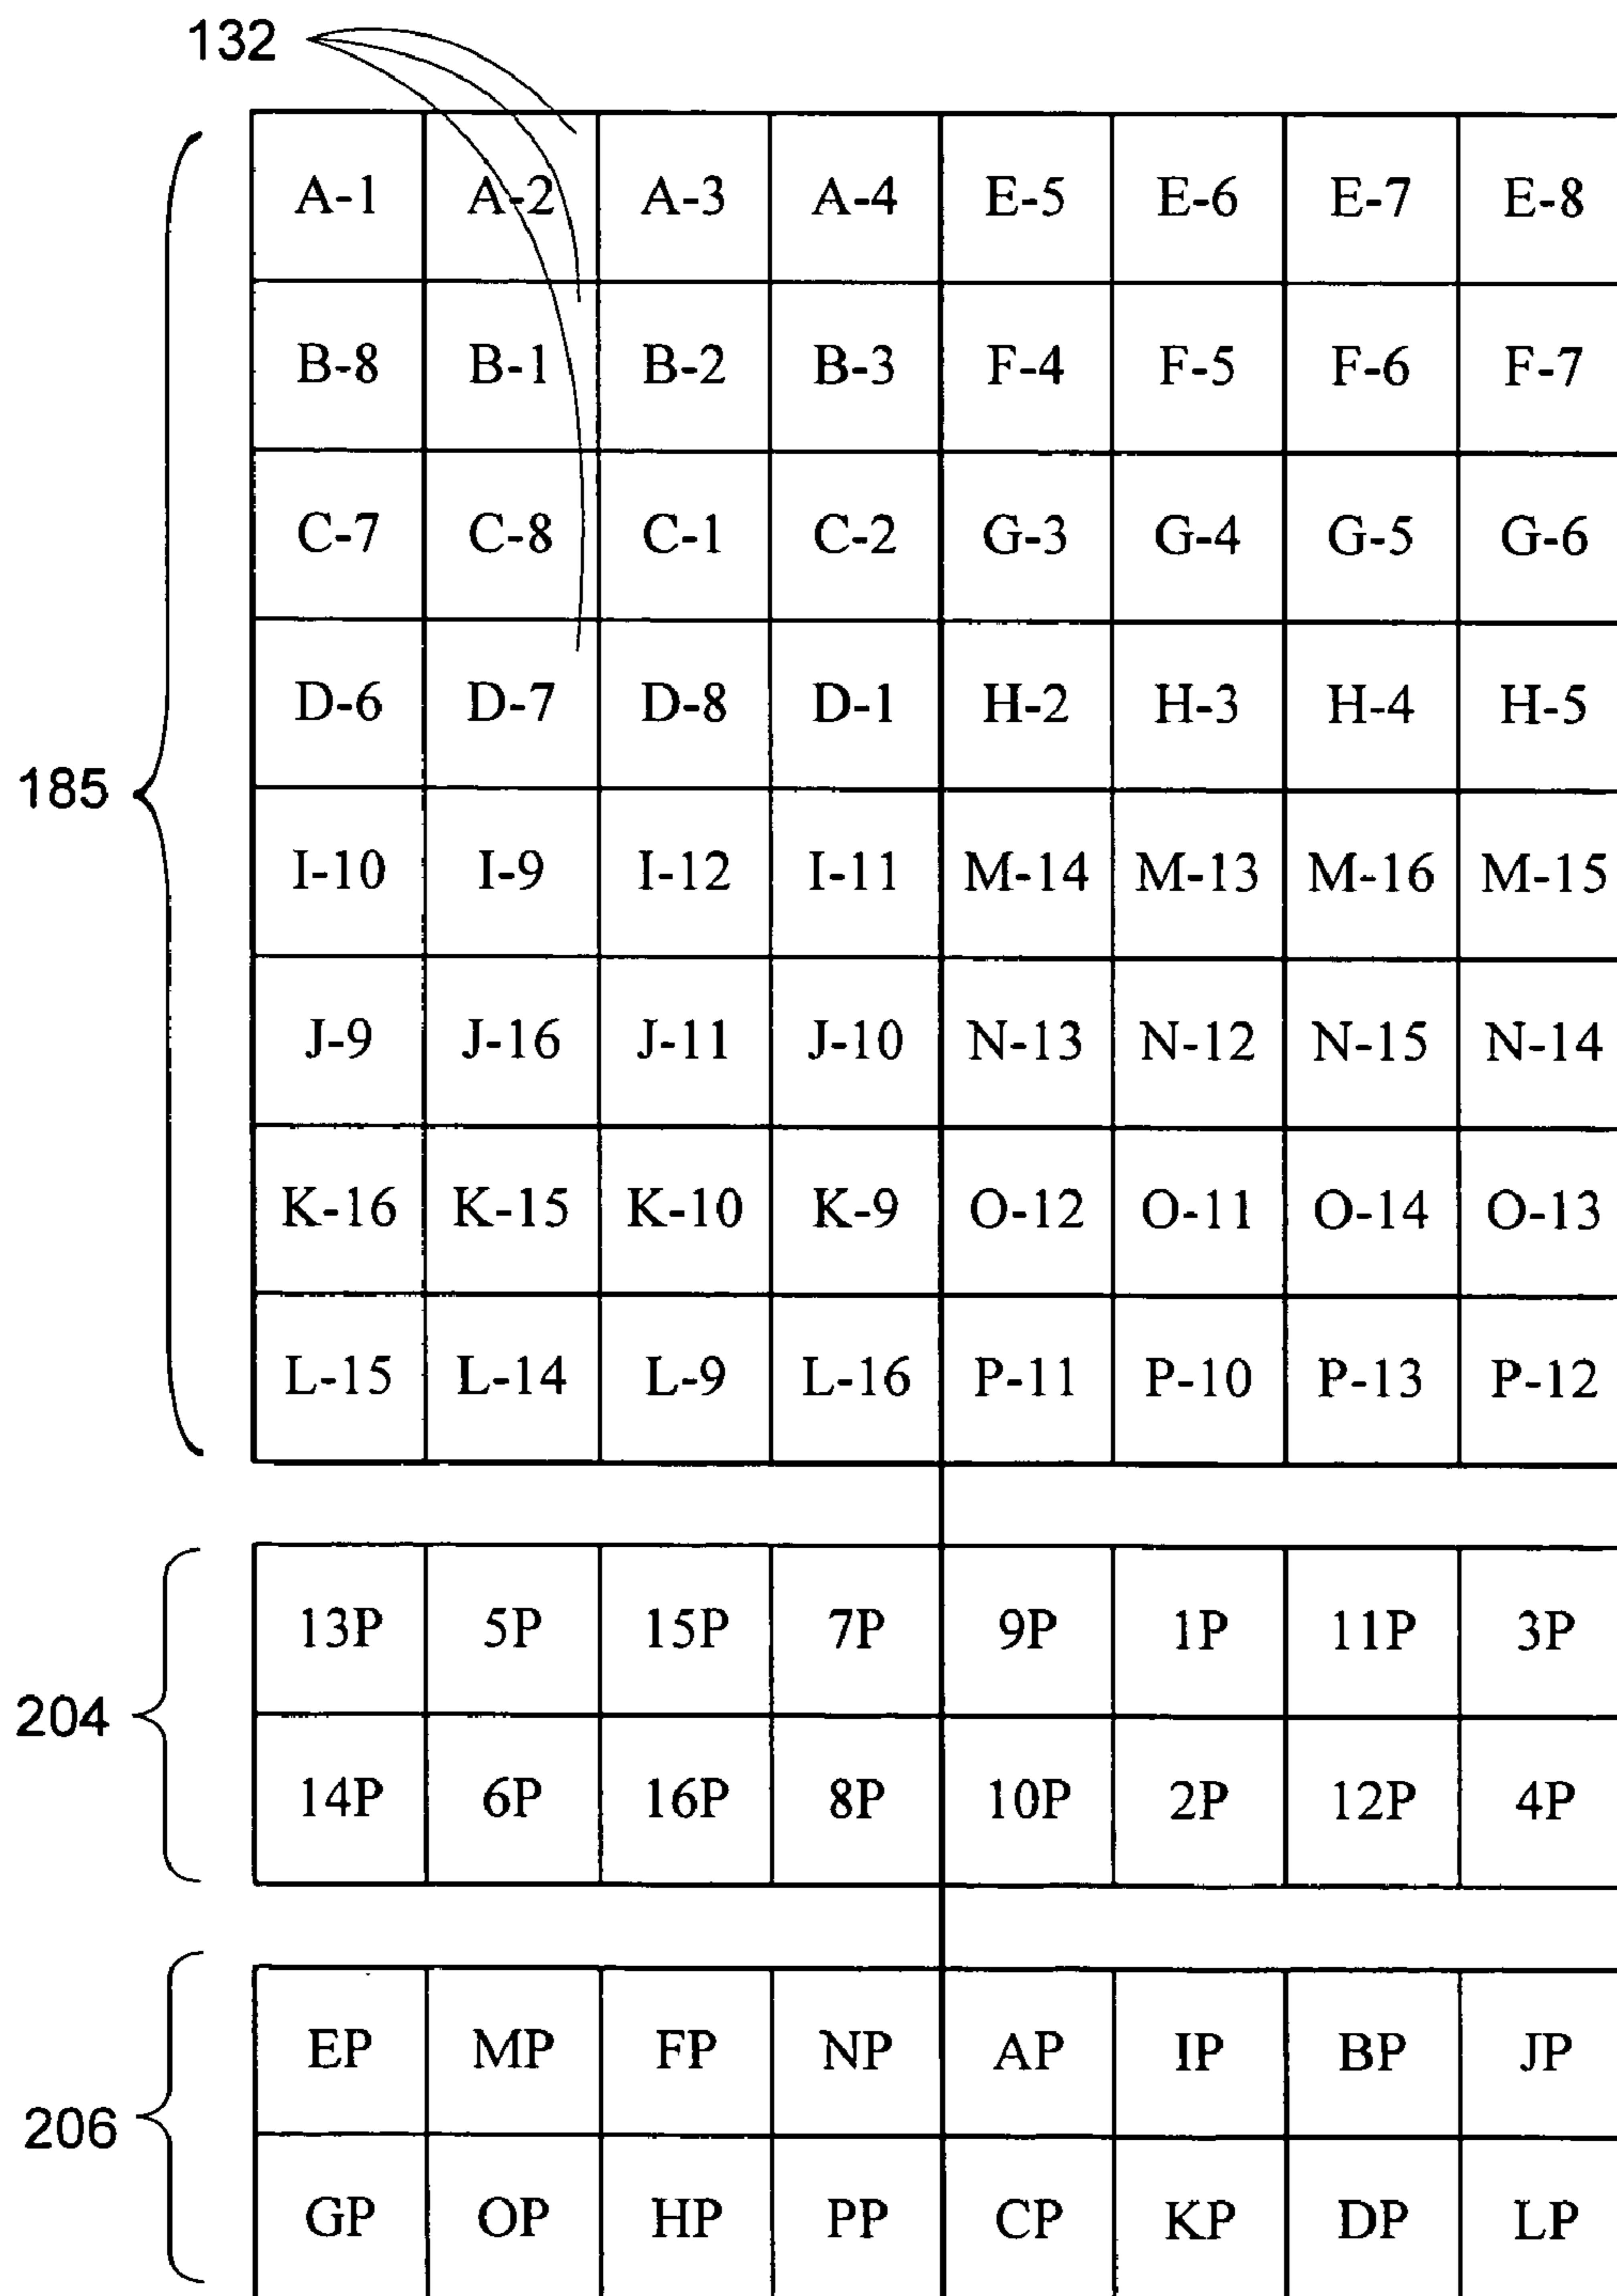 132
A-1 A-2 A-3 A-4 E-5 E-6 E-7 E-8
B-8 B-1 B-2 B-3 F-4 F-5 F-6 F-7
C-7 C-8 C-1 C-2 G-3 G-4 G-5 G-6
D-6 D-7 D-8 D-1 H-2 H-3 H-4 H-5
185
I-10 I-9 I-12 I-11 M-14 M-13 M-16 M-15
J-9 J-16 J-11 J-10 N-13 N-12 N-15 N-14
K-16 K-15 K-10 K-9 O-12 O-11 O-14 O-13
L-15 L-14 L-9 L-16 P-11 P-10 P-13 P-12
13P 5P 15P 7P 9P 1P 11P 3P
204
14P 6P 16P 8P 10P 2P 12P 4P
EP MP FP NP AP IP BP JP
206
GP OP HP PP CP KP DP LP